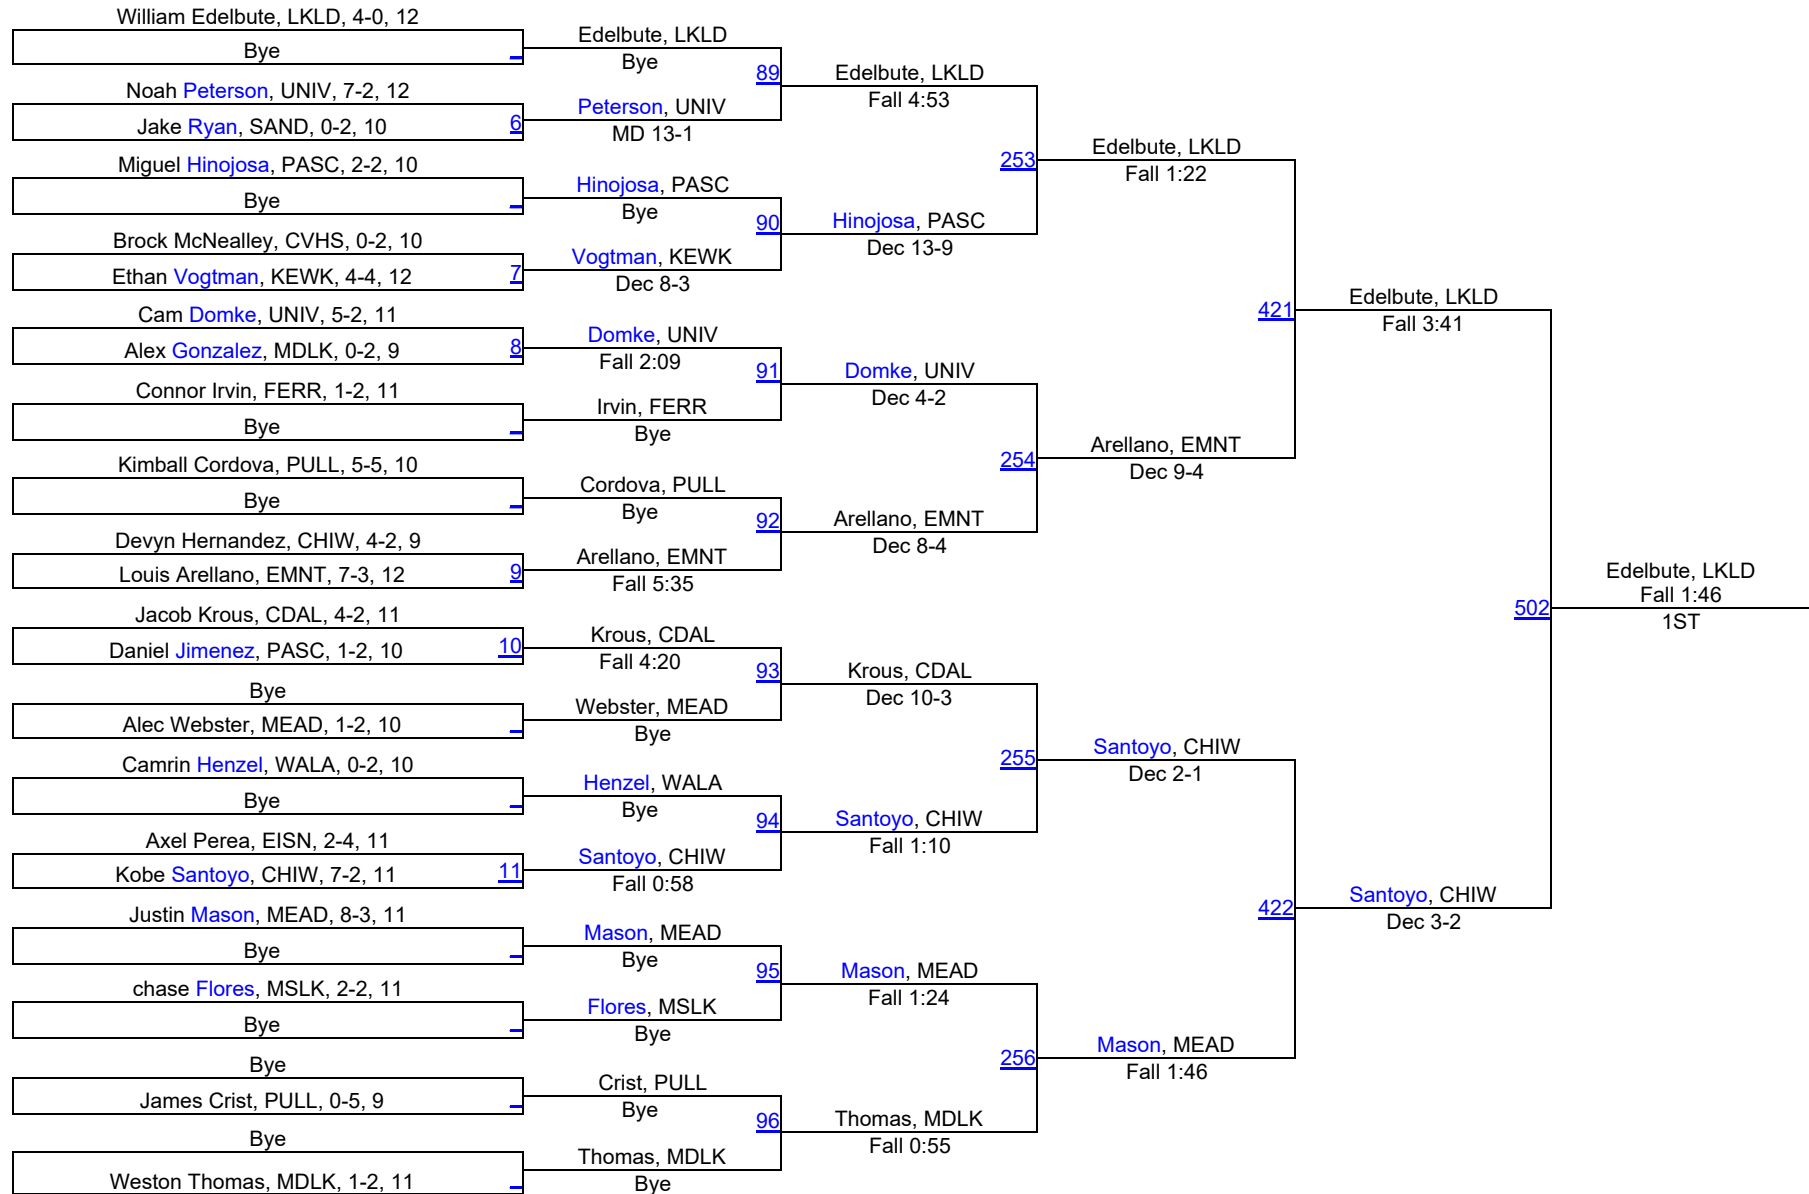 William Edelbute, LKLD, 4-0, 12
Bye
Noah Peterson, UNIV, 7-2, 12
Jake Ryan, SAND, 0-2, 10
6
Miguel Hinojosa, PASC, 2-2, 10
Bye
Brock McNealley, CVHS, 0-2, 10
Ethan Vogtman, KEWK, 4-4, 12
7
Cam Domke, UNIV, 5-2, 11
Alex Gonzalez, MDLK, 0-2, 9
8
Connor Irvin, FERR, 1-2, 11
Bye
Kimball Cordova, PULL, 5-5, 10
Bye
Devyn Hernandez, CHIW, 4-2, 9
Louis Arellano, EMNT, 7-3, 12
9
Jacob Krous, CDAL, 4-2, 11
Daniel Jimenez, PASC, 1-2, 10
10
Bye
Alec Webster, MEAD, 1-2, 10
Camrin Henzel, WALA, 0-2, 10
Bye
Axel Perea, EISN, 2-4, 11
Kobe Santoyo, CHIW, 7-2, 11
11
Justin Mason, MEAD, 8-3, 11
Bye
chase Flores, MSLK, 2-2, 11
Bye
Bye
James Crist, PULL, 0-5, 9
Bye
Weston Thomas, MDLK, 1-2, 11
Edelbute, LKLD
Bye
89
Peterson, UNIV
MD 13-1
Hinojosa, PASC
Bye
90
Vogtman, KEWK
Dec 8-3
Domke, UNIV
Fall 2:09
91
Irvin, FERR
Bye
Cordova, PULL
Bye
92
Arellano, EMNT
Fall 5:35
Krous, CDAL
Fall 4:20
93
Webster, MEAD
Bye
Henzel, WALA
Bye
94
Santoyo, CHIW
Fall 0:58
Mason, MEAD
Bye
95
Flores, MSLK
Bye
Crist, PULL
Bye
96
Thomas, MDLK
Bye
Edelbute, LKLD
Fall 4:53
253
Hinojosa, PASC
Dec 13-9
Domke, UNIV
Dec 4-2
254
Arellano, EMNT
Dec 8-4
Krous, CDAL
Dec 10-3
255
Santoyo, CHIW
Fall 1:10
Mason, MEAD
Fall 1:24
256
Thomas, MDLK
Fall 0:55
Edelbute, LKLD
Fall 1:22
421
Arellano, EMNT
Dec 9-4
Santoyo, CHIW
Dec 2-1
422
Mason, MEAD
Fall 1:46
Edelbute, LKLD
Fall 3:41
502
Santoyo, CHIW
Dec 3-2
Edelbute, LKLD
Fall 1:46
1ST